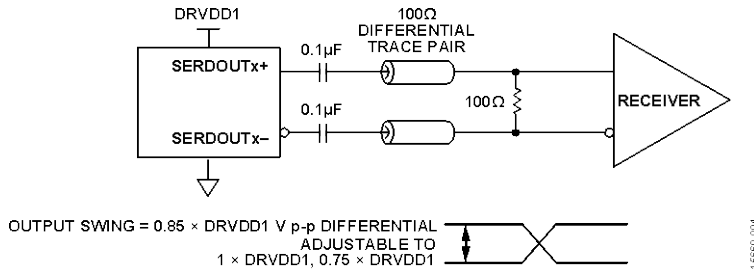 DRVDD1
100Ω
DIFFERENTIAL
TRACE PAIR
0.1µF
SERDOUTx+
100Ω
RECEIVER
0.1µF
SERDOUTx–
OUTPUT SWING = 0.85 × DRVDD1 V p-p DIFFERENTIAL
ADJUSTABLE TO
1 × DRVDD1, 0.75 × DRVDD1